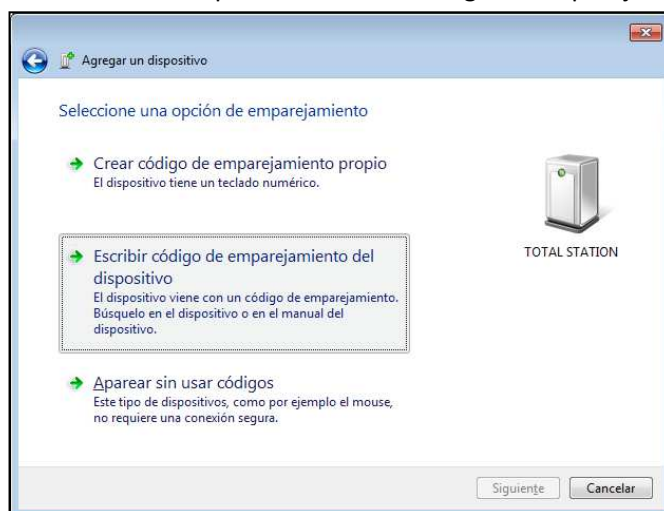 Agregar un dispositivo
Seleccione una opción de emparejamiento
Crear código de emparejamiento propio
El dispositivo tiene un teclado numérico.
Escribir código de emparejamiento del
dispositivo
El dispositivo viene con un código de emparejamiento.
Búsquelo en el dispositivo o en el manual del
dispositivo.
TOTAL STATION
Aparear sin usar códigos
Este tipo de dispositivos, como por ejemplo el mouse,
no requiere una conexión segura.
Siguiente
Cancelar